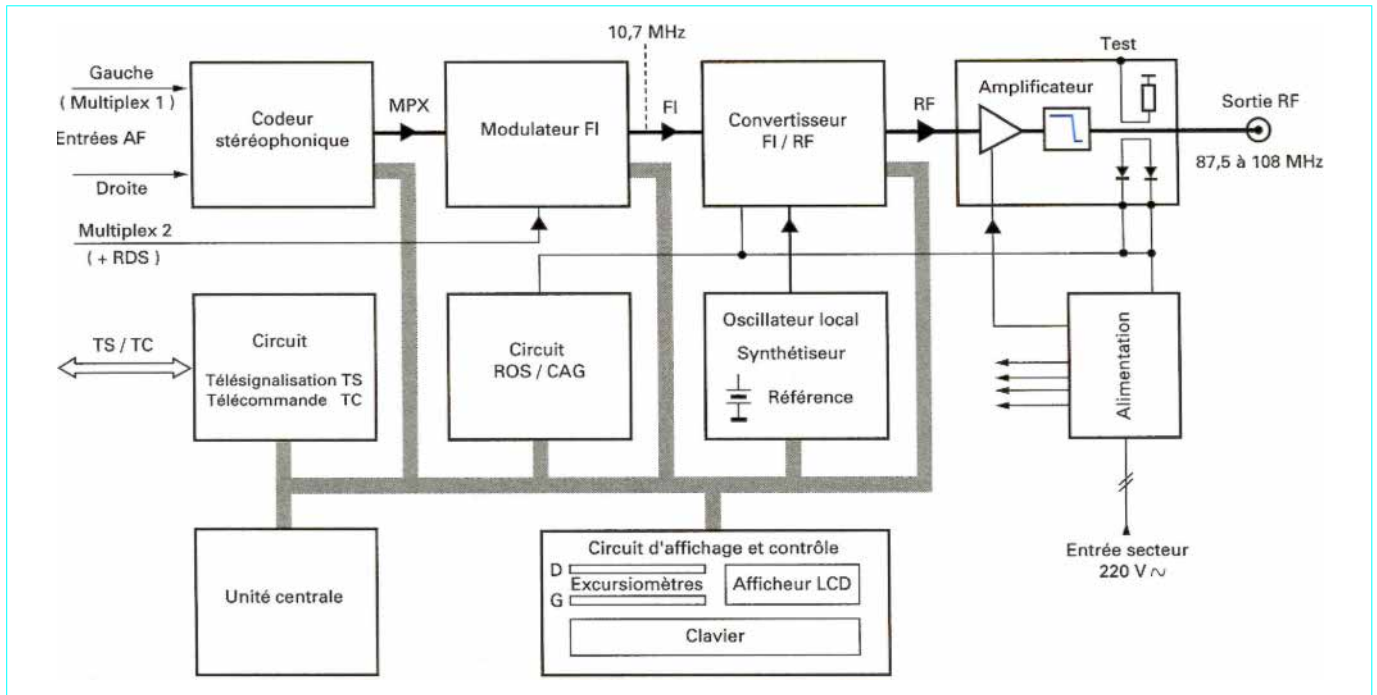 10,7 MHz
Gauche
( Multiplex 1 )
Entrées AF
Droite
Codeur
stéréophonique
MPX
Modulateur FI
FI
Convertisseur
FI / RF
RF
Test
Amplificateur
Sortie RF
87,5 à 108 MHz
Multiplex 2
( + RDS )
TS / TC
Circuit
Télésignalisation TS
Télécommande TC
Circuit
ROS / CAG
Oscillateur local
Synthétiseur
Référence
Alimentation
Entrée secteur
220 V ~
Unité centrale
Circuit d'affichage et contrôle
D
Excursiomètres
G
Afficheur LCD
Clavier